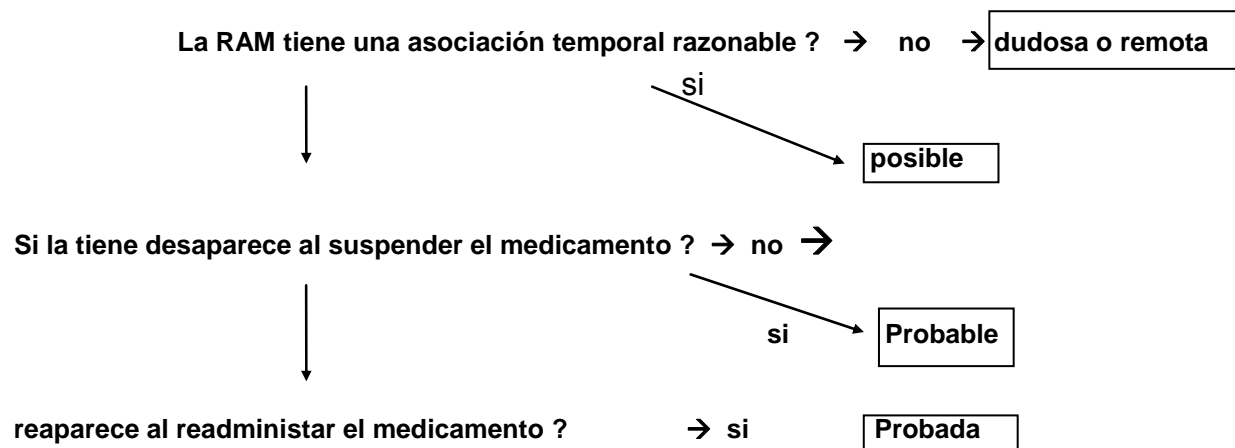 La RAM tiene una asociación temporal razonable ? → no → dudosa o remota
si
posible
Si la tiene desaparece al suspender el medicamento ? → no →
si Probable
reaparece al readministar el medicamento ? → si Probada